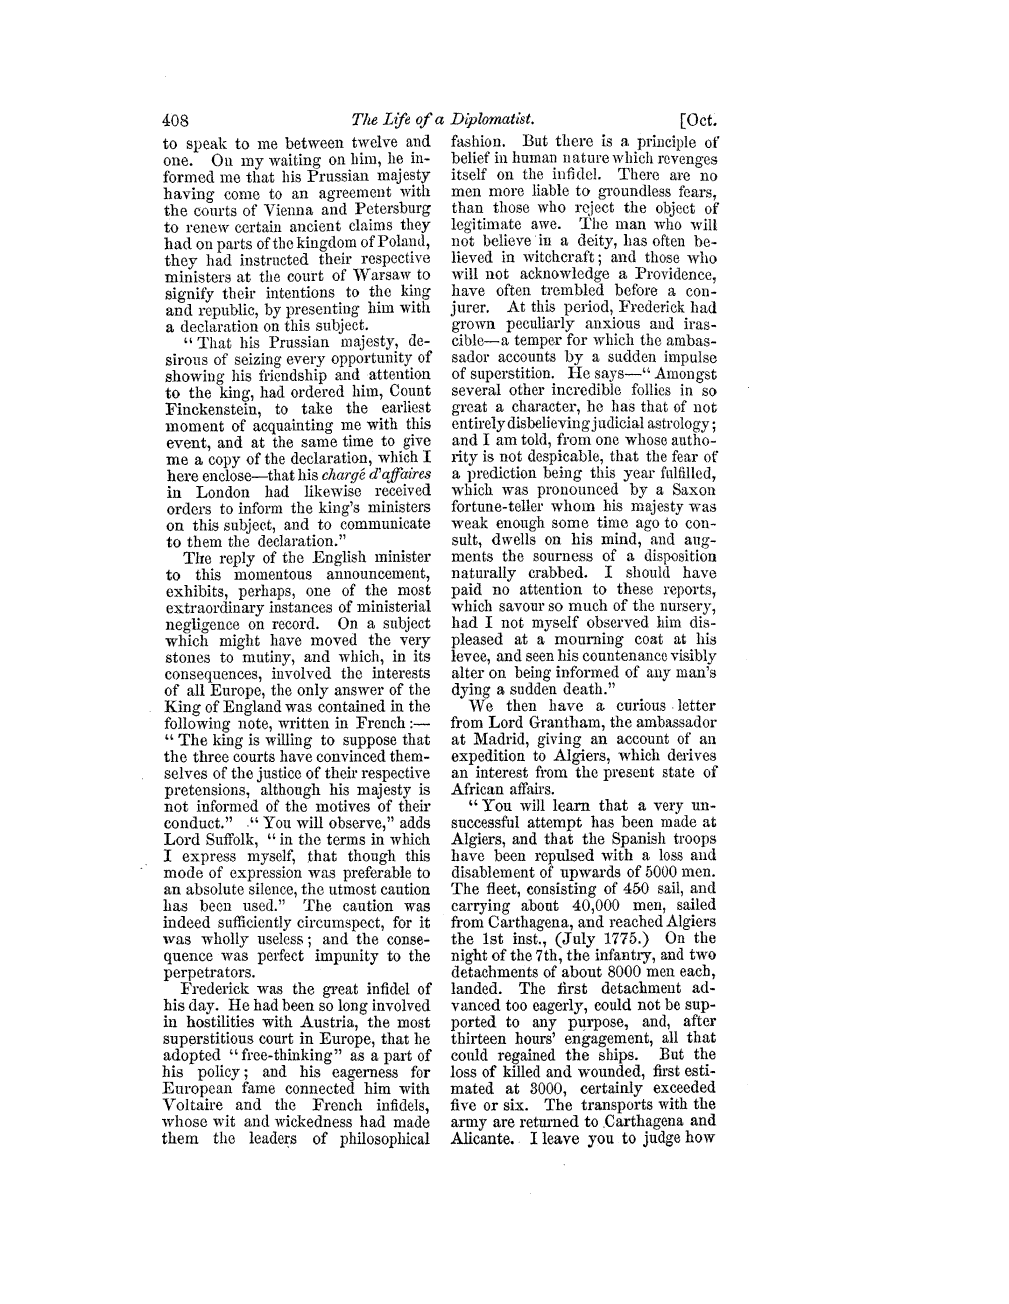 408 The Life of a Diplomatist. [Oct.
to speak to me between twelve and
one. On my waiting on him, he in-
formed me that his Prussian majesty
having come to an agreement with
the courts of Vienna and Petersburg
to renew certain ancient claims they
had on parts of the kingdom of Poland,
they had instructed their respective
ministers at the court of Warsaw to
signify their intentions to the king
and republic, by presenting him with
a declaration on this subject.
“ That his Prussian majesty, de-
sirous of seizing every opportunity of
showing his friendship and attention
to the king, had ordered him, Count
Finckenstein, to take the earliest
moment of acquainting me with this
event, and at the same time to give
me a copy of the declaration, which I
here enclose—that his chargé d'affaires
in London had likewise received
orders to inform the king's ministers
on this subject, and to communicate
to them the declaration.”
The reply of the English minister
to this momentous announcement,
exhibits, perhaps, one of the most
extraordinary instances of ministerial
negligence on record. On a subject
which might have moved the very
stones to mutiny, and which, in its
consequences, involved the interests
of all Europe, the only answer of the
King of England was contained in the
following note, written in French :—
“ The king is willing to suppose that
the three courts have convinced them-
selves of the justice of their respective
pretensions, although his majesty is
not informed of the motives of their
conduct.” “ You will observe,” adds
Lord Suffolk, “ in the terms in which
I express myself, that though this
mode of expression was preferable to
an absolute silence, the utmost caution
has been used.” The caution was
indeed sufficiently circumspect, for it
was wholly useless ; and the conse-
quence was perfect impunity to the
perpetrators.
Frederick was the great infidel of
his day. He had been so long involved
in hostilities with Austria, the most
superstitious court in Europe, that he
adopted “ free-thinking” as a part of
his policy ; and his eagerness for
European fame connected him with
Voltaire and the French infidels,
whose wit and wickedness had made
them the leaders of philosophical
fashion. But there is a principle of
belief in human nature which revenges
itself on the infidel. There are no
men more liable to groundless fears,
than those who reject the object of
legitimate awe. The man who will
not believe in a deity, has often be-
lieved in witchcraft ; and those who
will not acknowledge a Providence,
have often trembled before a con-
jurer. At this period, Frederick had
grown peculiarly anxious and iras-
cible—a temper for which the ambas-
sador accounts by a sudden impulse
of superstition. He says—“ Amongst
several other incredible follies in so
great a character, he has that of not
entirely disbelieving judicial astrology ;
and I am told, from one whose autho-
rity is not despicable, that the fear of
a prediction being this year fulfilled,
which was pronounced by a Saxon
fortune-teller whom his majesty was
weak enough some time ago to con-
sult, dwells on his mind, and aug-
ments the sourness of a disposition
naturally crabbed. I should have
paid no attention to these reports,
which savour so much of the nursery,
had I not myself observed him dis-
pleased at a mourning coat at his
levee, and seen his countenance visibly
alter on being informed of any man's
dying a sudden death.”
We then have a curious letter
from Lord Grantham, the ambassador
at Madrid, giving an account of an
expedition to Algiers, which derives
an interest from the present state of
African affairs.
“ You will learn that a very un-
successful attempt has been made at
Algiers, and that the Spanish troops
have been repulsed with a loss and
disablement of upwards of 5000 men.
The fleet, consisting of 450 sail, and
carrying about 40,000 men, sailed
from Carthagena, and reached Algiers
the 1st inst., (July 1775.) On the
night of the 7th, the infantry, and two
detachments of about 8000 men each,
landed. The first detachment ad-
vanced too eagerly, could not be sup-
ported to any purpose, and, after
thirteen hours' engagement, all that
could regained the ships. But the
loss of killed and wounded, first esti-
mated at 3000, certainly exceeded
five or six. The transports with the
army are returned to Carthagena and
Alicante. I leave you to judge how